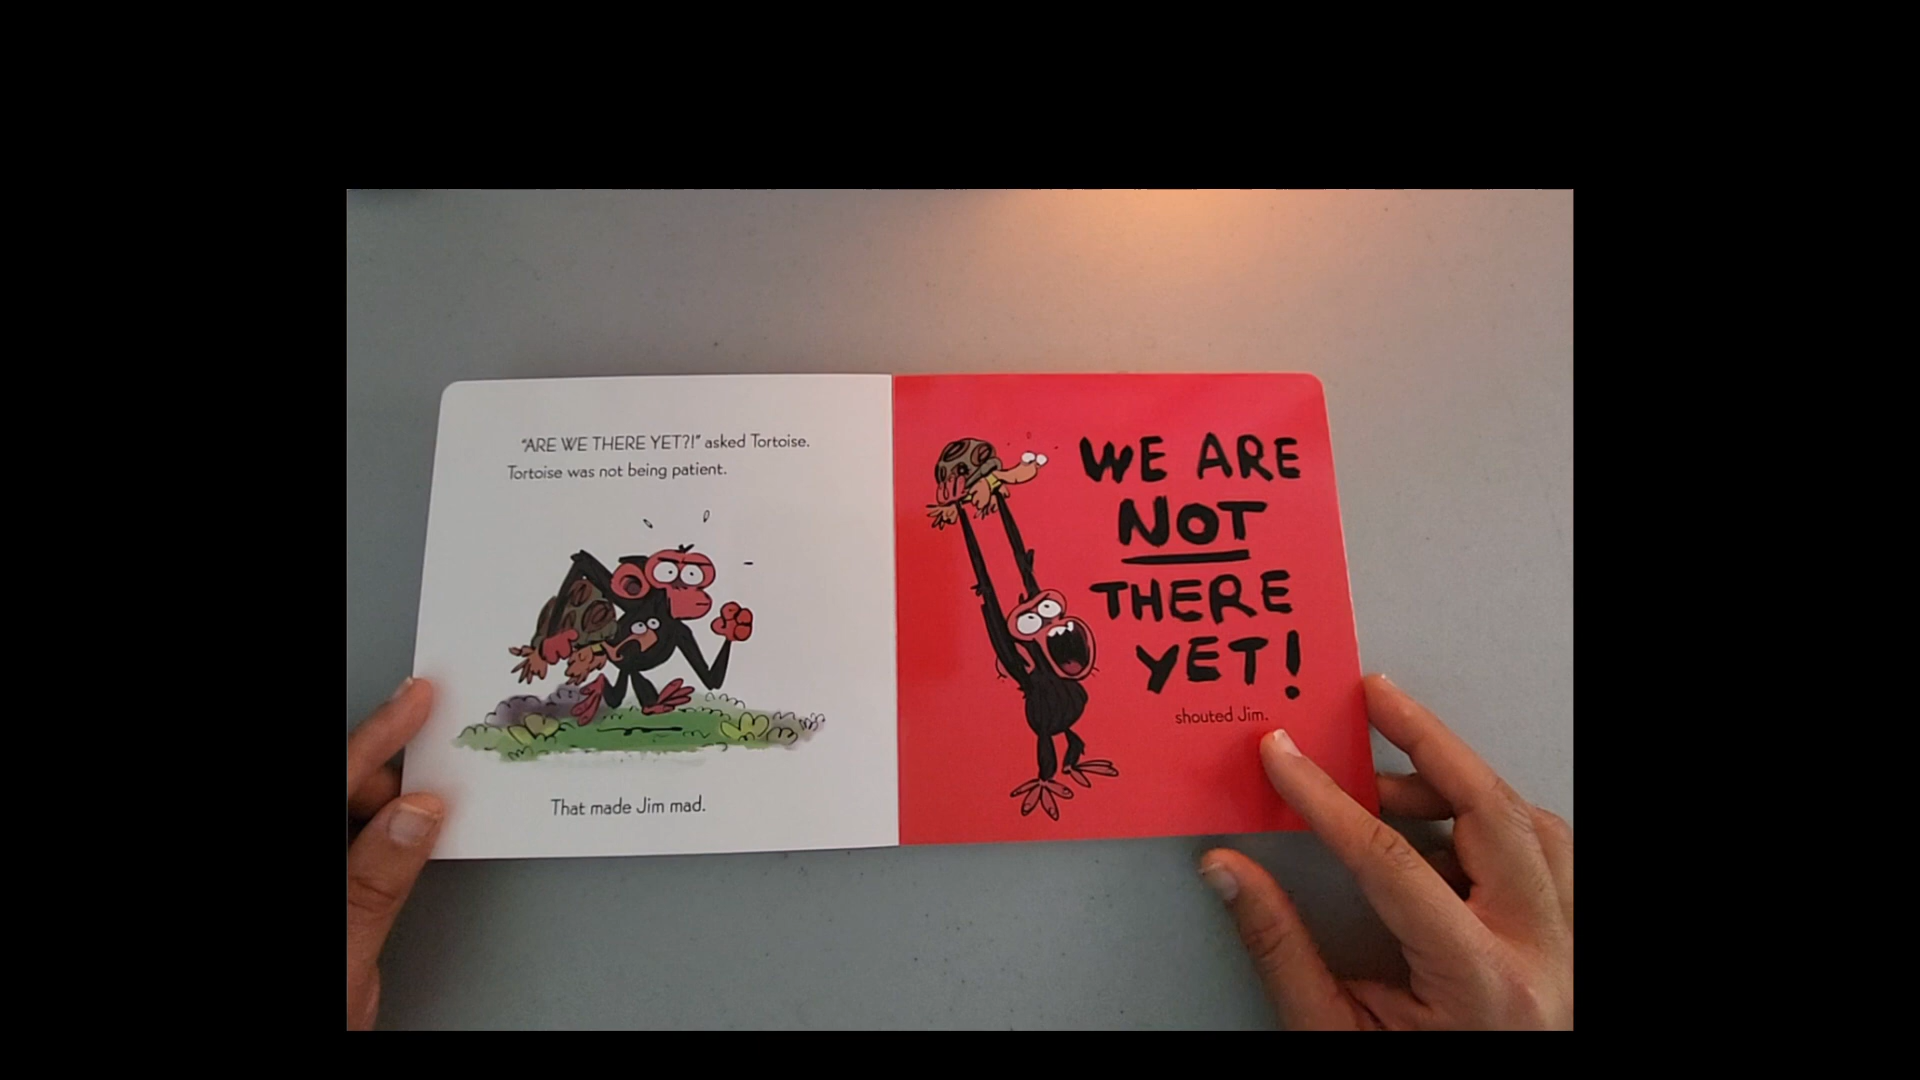 “ARE WE THERE YET?!” asked Tortoise.
Tortoise was not being patient.
That made Jim mad.
WE ARE
NOT
THERE
YET!
shouted Jim.